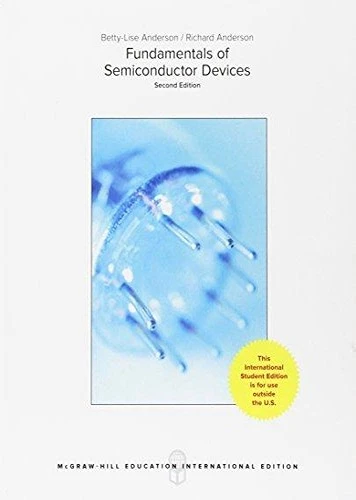 Betty-Lise Anderson / Richard Anderson
Fundamentals of
Semiconductor Devices
Second Edition
This
International
Student Edition
is for use
outside
the U.S.
McGRAW-HILL EDUCATION INTERNATIONAL EDITION